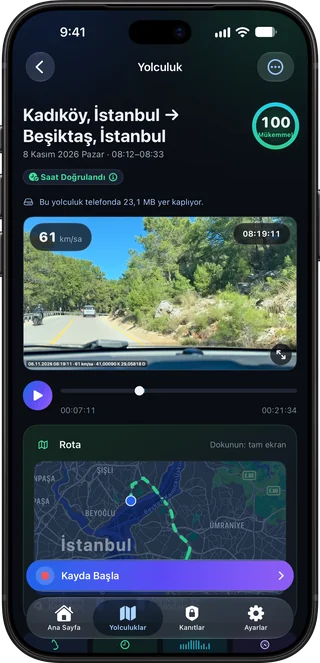 9:41
Yolculuk
Kadıköy, İstanbul →
Beşiktaş, İstanbul
100
Mükemmel
8 Kasım 2026 Pazar · 08:12–08:33
Saat Doğrulandı
Bu yolculuk telefonda 23,1 MB yer kaplıyor.
61 km/sa
08:19:11
00:07:11
00:21:34
Rota
Dokunun: tam ekran
ŞİŞLİ
BEYOĞLU
ÜMRANİYE
İstanbul
Kayda Başla
Ana Sayfa
Yolculuklar
Kanıtlar
Ayarlar